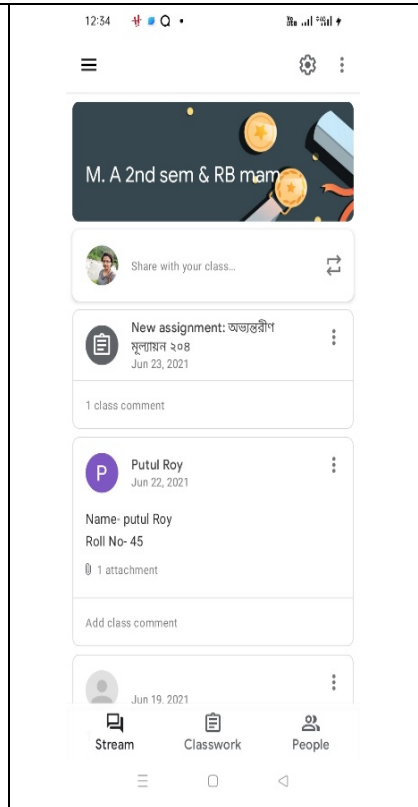 12:34
M. A 2nd sem & RB mam
Share with your class...
New assignment: অভ্যন্তরীণ
মূল্যায়ন ২০৪
Jun 23, 2021
1 class comment
P
Putul Roy
Jun 22, 2021
Name- putul Roy
Roll No- 45
1 attachment
Add class comment
Jun 19, 2021
Stream Classwork People